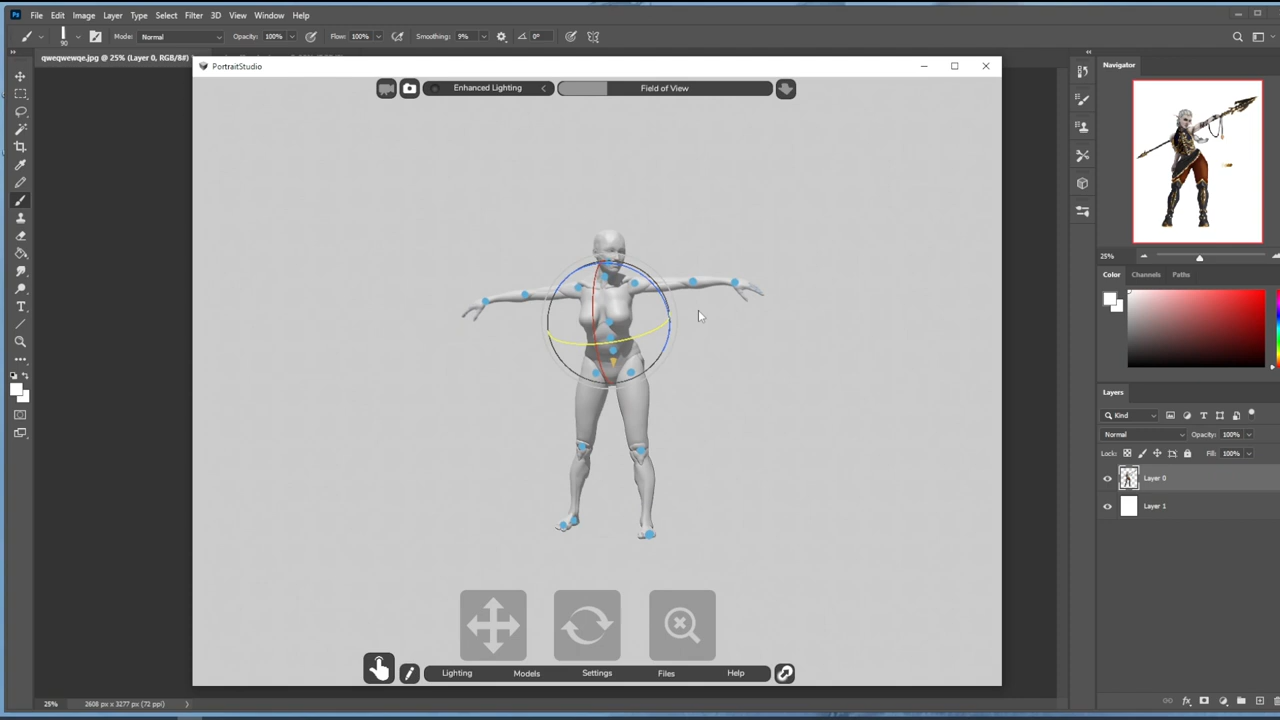 File Edit Image Layer Type Select Filter 3D View Window Help
90 Mode: Normal Opacity: 100% Flow: 100% Smoothing: 9% 0°
qweqwewqe.jpg @ 25% (Layer 0, RGB/8#)
PortraitStudio
Enhanced Lighting
Field of View
Navigator
25%
Color Channels Paths
Layers
Kind
Normal Opacity: 100%
Lock: Fill: 100%
Layer 0
Layer 1
Lighting Models Settings Files Help
25% 2608 px x 3277 px (72 ppi)